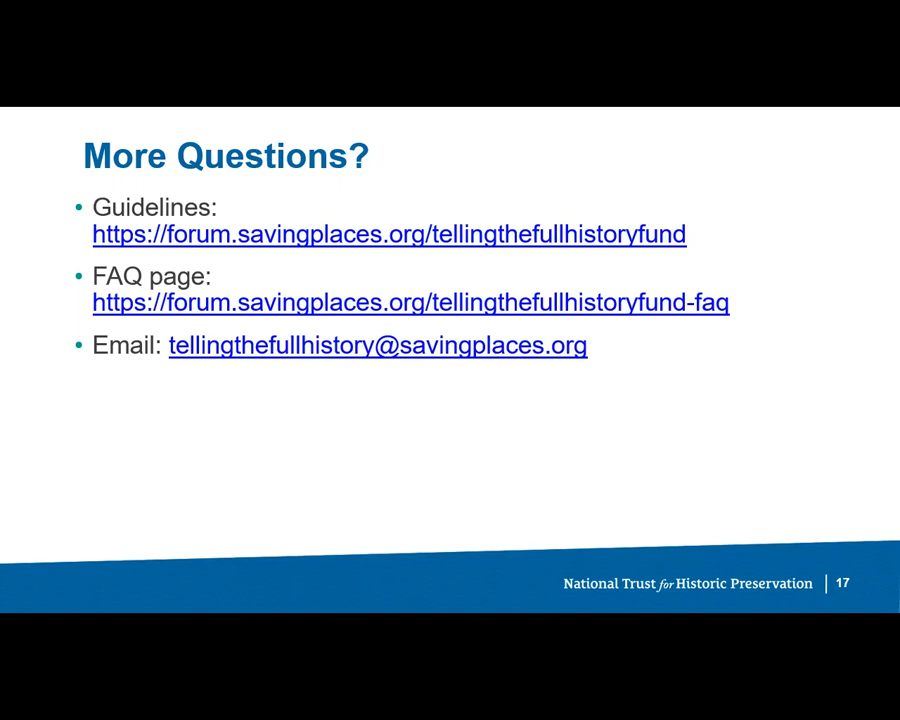 More Questions?
• Guidelines:
https://forum.savingplaces.org/tellingthefullhistoryfund
• FAQ page:
https://forum.savingplaces.org/tellingthefullhistoryfund-faq
• Email: tellingthefullhistory@savingplaces.org
National Trust for Historic Preservation | 17